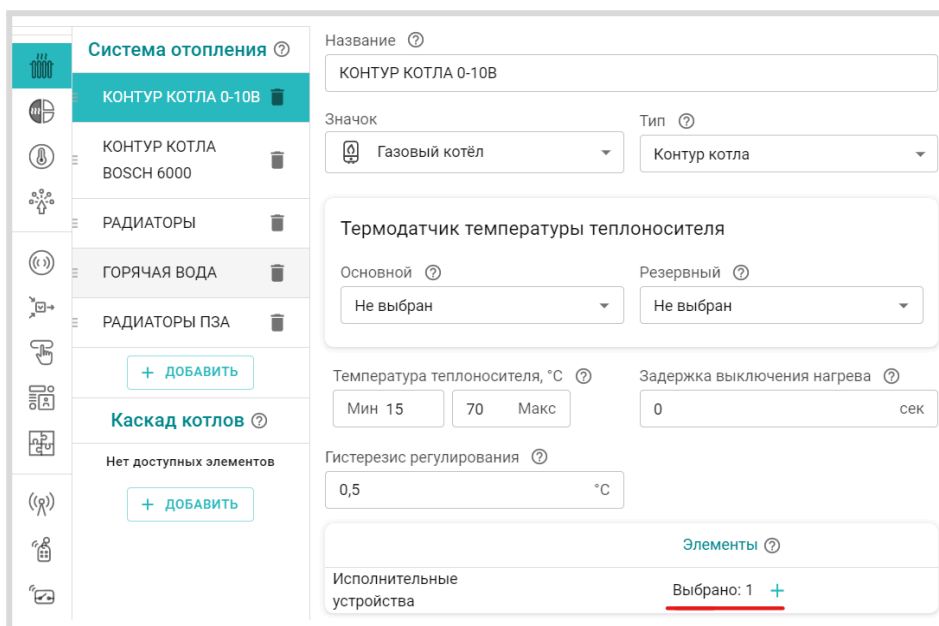 Система отопления
КОНТУР КОТЛА 0-10В
КОНТУР КОТЛА
BOSCH 6000
РАДИАТОРЫ
ГОРЯЧАЯ ВОДА
РАДИАТОРЫ ПЗА
+ ДОБАВИТЬ
Каскад котлов
Нет доступных элементов
+ ДОБАВИТЬ
Название
КОНТУР КОТЛА 0-10В
Значок
Газовый котёл
Тип
Контур котла
Термодатчик температуры теплоносителя
Основной
Не выбран
Резервный
Не выбран
Температура теплоносителя, °C
Мин 15
70 Макс
Задержка выключения нагрева
0 сек
Гистерезис регулирования
0,5 °C
Элементы
Исполнительные
устройства
Выбрано: 1 +